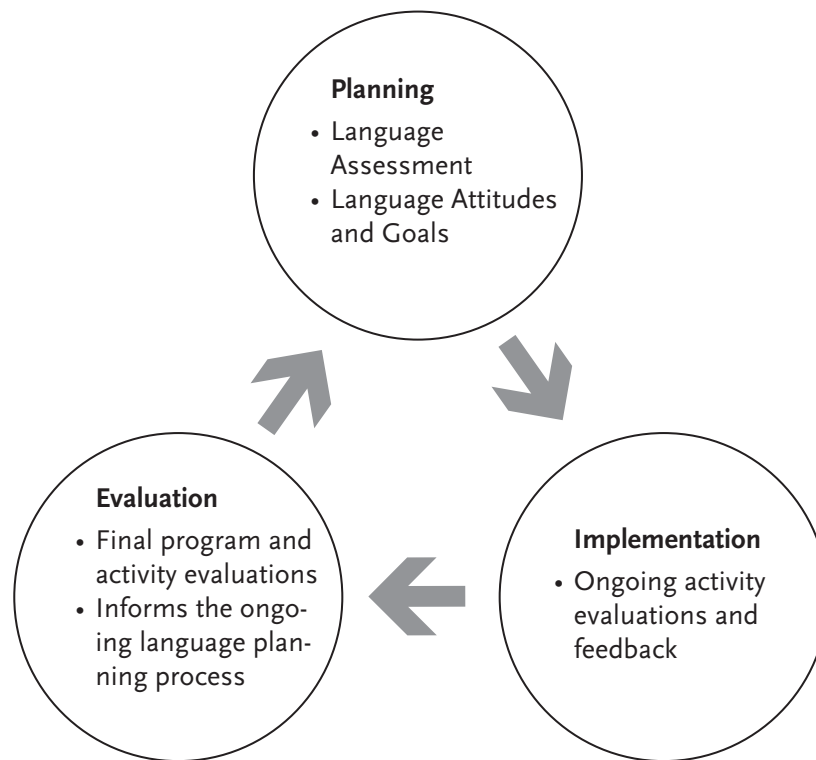 Planning
• Language
Assessment
• Language Attitudes
and Goals
Evaluation
• Final program and
activity evaluations
• Informs the ongo-
ing language plan-
ning process
Implementation
• Ongoing activity
evaluations and
feedback